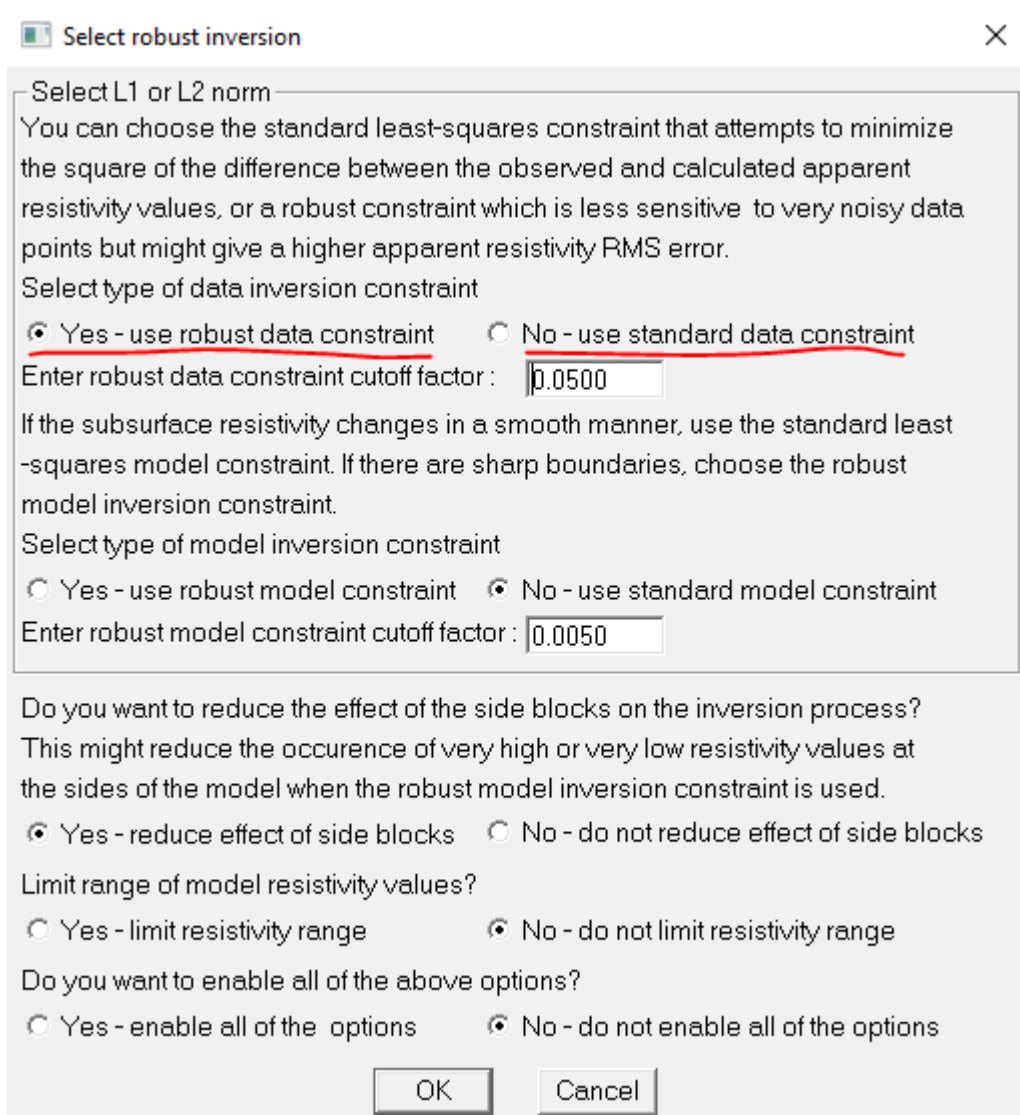 Select robust inversion
Select L1 or L2 norm
You can choose the standard least-squares constraint that attempts to minimize
the square of the difference between the observed and calculated apparent
resistivity values, or a robust constraint which is less sensitive to very noisy data
points but might give a higher apparent resistivity RMS error.
Select type of data inversion constraint
Yes - use robust data constraint No - use standard data constraint
Enter robust data constraint cutoff factor : 0.0500
If the subsurface resistivity changes in a smooth manner, use the standard least
-squares model constraint. If there are sharp boundaries, choose the robust
model inversion constraint.
Select type of model inversion constraint
Yes - use robust model constraint No - use standard model constraint
Enter robust model constraint cutoff factor : 0.0050
Do you want to reduce the effect of the side blocks on the inversion process?
This might reduce the occurence of very high or very low resistivity values at
the sides of the model when the robust model inversion constraint is used.
Yes - reduce effect of side blocks No - do not reduce effect of side blocks
Limit range of model resistivity values?
Yes - limit resistivity range No - do not limit resistivity range
Do you want to enable all of the above options?
Yes - enable all of the options No - do not enable all of the options
OK Cancel